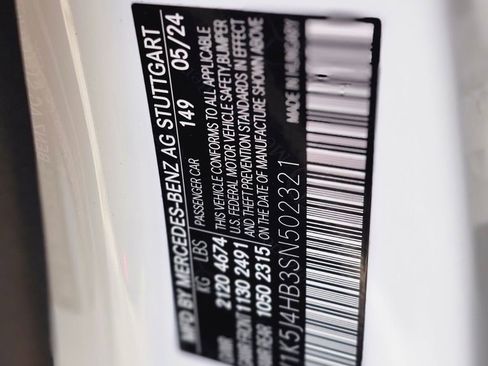 MFD BY MERCEDES-BENZ AG STUTTGART
KG LBS PASSENGER CAR 149 05/24
2120 4674 THIS VEHICLE CONFORMS TO ALL APPLICABLE
1130 2491 U.S. FEDERAL MOTOR VEHICLE SAFETY, BUMPER
1050 2315 AND THEFT PREVENTION STANDARDS IN EFFECT
ON THE DATE OF MANUFACTURE SHOWN ABOVE
MADE IN HUNGARY
1K5J4HB3SN502321